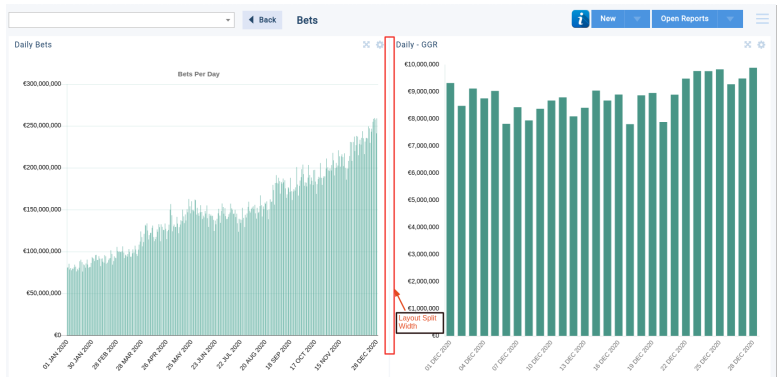 Back
Bets
i
New
Open Reports
Daily Bets
Bets Per Day
€300,000,000
€250,000,000
€200,000,000
€150,000,000
€100,000,000
€50,000,000
€0
01 JAN 2020
30 JAN 2020
28 FEB 2020
28 MAR 2020
26 APR 2020
25 MAY 2020
23 JUN 2020
22 JUL 2020
20 AUG 2020
18 SEP 2020
17 OCT 2020
15 NOV 2020
28 DEC 2020
Daily - GGR
€10,000,000
€9,000,000
€8,000,000
€7,000,000
€6,000,000
€5,000,000
€4,000,000
€3,000,000
€2,000,000
€1,000,000
€0
Layout Split
Width
01 DEC 2020
04 DEC 2020
07 DEC 2020
10 DEC 2020
13 DEC 2020
16 DEC 2020
19 DEC 2020
22 DEC 2020
25 DEC 2020
28 DEC 2020